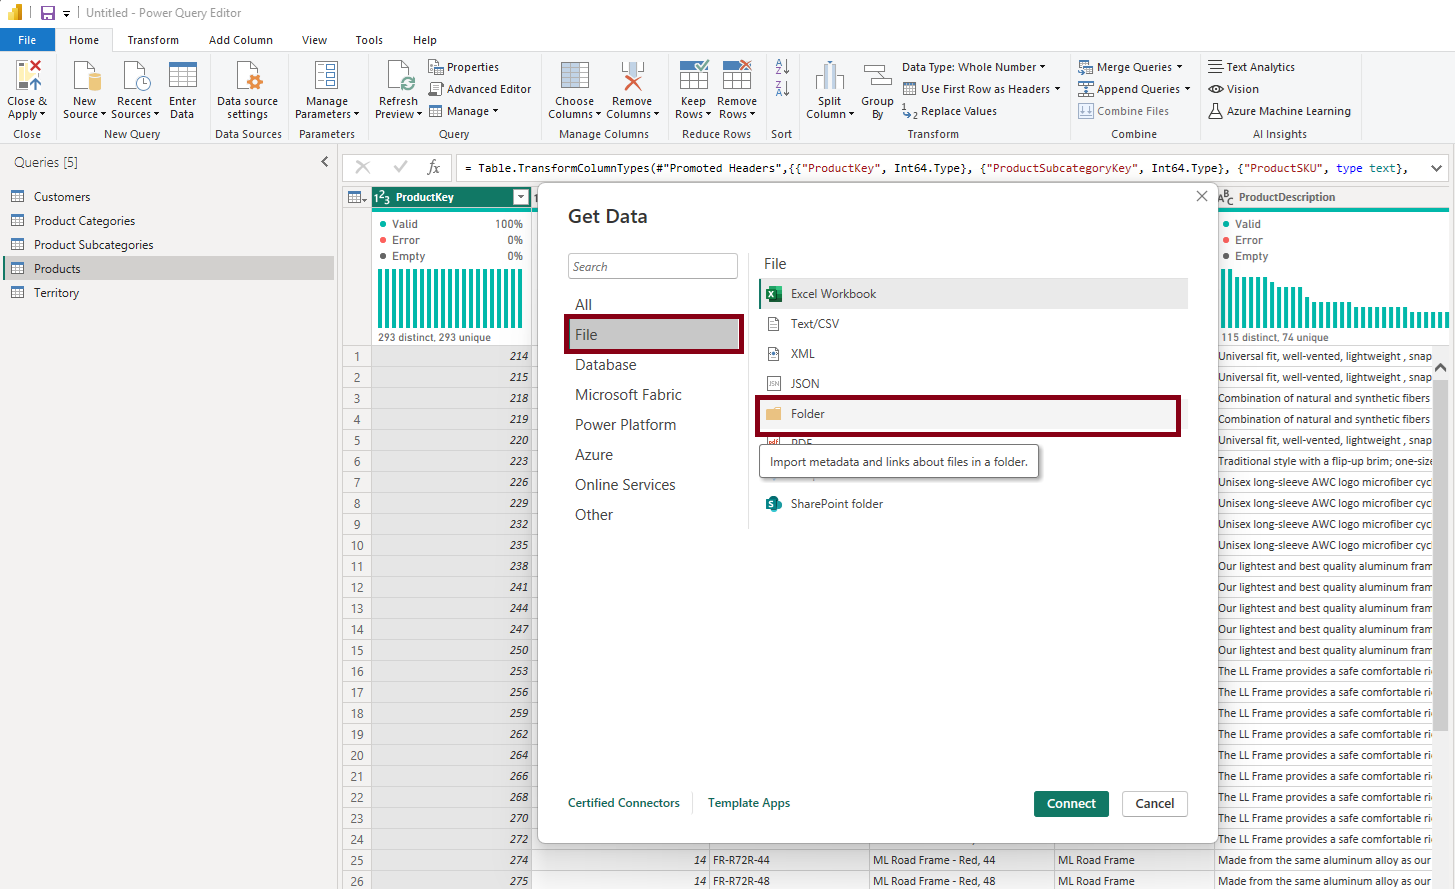 Untitled - Power Query Editor
File Home Transform Add Column View Tools Help
Close & Apply
New Source
Recent Sources
Enter Data
Data source settings
Manage Parameters
Refresh Preview
Properties
Advanced Editor
Manage
Choose Columns
Remove Columns
Keep Rows
Remove Rows
Split Column
Group By
Data Type: Whole Number
Use First Row as Headers
Replace Values
Merge Queries
Append Queries
Combine Files
Text Analytics
Vision
Azure Machine Learning
Close New Query Data Sources Parameters Query Manage Columns Reduce Rows Sort Transform Combine AI Insights
Queries [5]
Customers
Product Categories
Product Subcategories
Products
Territory
fx = Table.TransformColumnTypes(#"Promoted Headers",{{"ProductKey", Int64.Type}, {"ProductSubcategoryKey", Int64.Type}, {"ProductSKU", type text},
123 ProductKey
Valid 100%
Error 0%
Empty 0%
293 distinct, 293 unique
ABC ProductDescription
Valid
Error
Empty
115 distinct, 74 unique
Get Data
Search
All
File
Database
Microsoft Fabric
Power Platform
Azure
Online Services
Other
File
Excel Workbook
Text/CSV
XML
JSON
Folder
PDF
Import metadata and links about files in a folder.
SharePoint folder
Certified Connectors
Template Apps
Connect
Cancel
1 214 Universal fit, well-vented, lightweight , snap
2 215 Universal fit, well-vented, lightweight , snap
3 218 Combination of natural and synthetic fibers
4 219 Combination of natural and synthetic fibers
5 220 Universal fit, well-vented, lightweight , snap
6 223 Traditional style with a flip-up brim; one-size
7 226 Unisex long-sleeve AWC logo microfiber cyc
8 229 Unisex long-sleeve AWC logo microfiber cyc
9 232 Unisex long-sleeve AWC logo microfiber cyc
10 235 Unisex long-sleeve AWC logo microfiber cyc
11 238 Our lightest and best quality aluminum fram
12 241 Our lightest and best quality aluminum fram
13 244 Our lightest and best quality aluminum fram
14 247 Our lightest and best quality aluminum fram
15 250 Our lightest and best quality aluminum fram
16 253 The LL Frame provides a safe comfortable ri
17 256 The LL Frame provides a safe comfortable ri
18 259 The LL Frame provides a safe comfortable ri
19 262 The LL Frame provides a safe comfortable ri
20 264 The LL Frame provides a safe comfortable ri
21 266 The LL Frame provides a safe comfortable ri
22 268 The LL Frame provides a safe comfortable ri
23 270 The LL Frame provides a safe comfortable ri
24 272 The LL Frame provides a safe comfortable ri
25 274 14 FR-R72R-44 ML Road Frame - Red, 44 ML Road Frame Made from the same aluminum alloy as our
26 275 14 FR-R72R-48 ML Road Frame - Red, 48 ML Road Frame Made from the same aluminum alloy as our